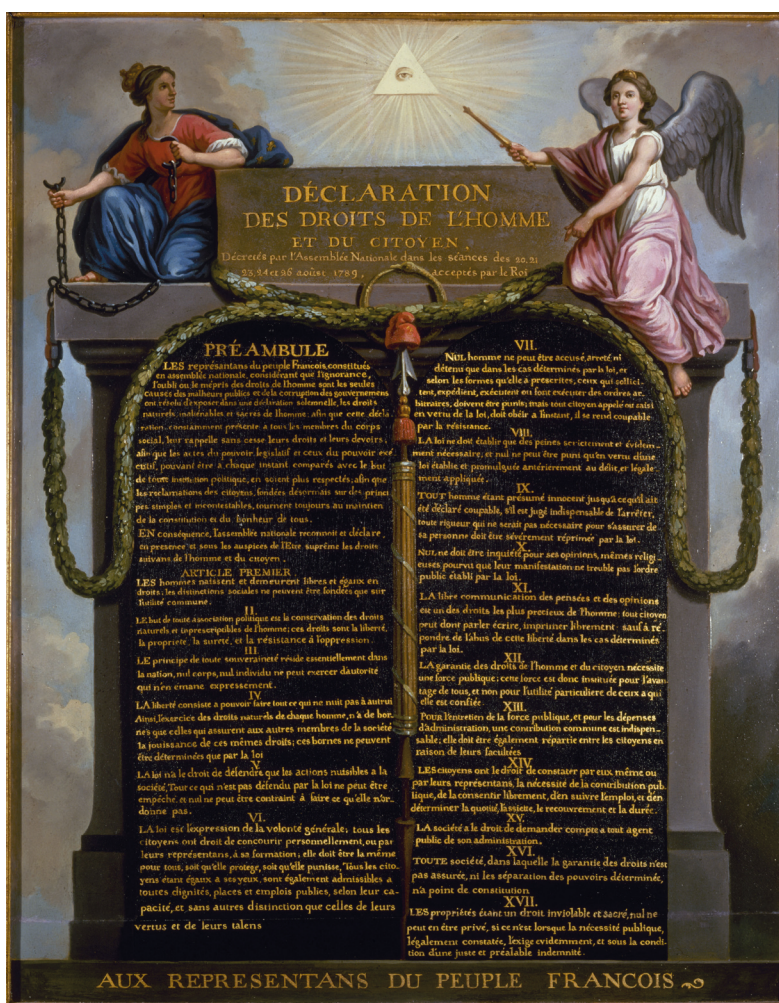 DÉCLARATION
DES DROITS DE L'HOMME
ET DU CITOYEN,
Décretés par l'Assemblée Nationale dans les séances des 20.21
23.24 et 26 août 1789, acceptés par le Roi
PRÉAMBULE
LES représantans du peuple Francois, constitués
en assemblée nationale, considérant que l'ignorance,
l'oubli ou le mépris des droits de l'homme sont les seules
causes des malheurs publics et de la corruption des gouvernemens
ont résolu d'exposer dans une déclaration solemnelle, les droits
naturels, inaliénables et sacrés de l'homme; afin que cette décla
ration, constamment présente a tous les membres du corps
social, leur rappelle sans cesse leurs droits et leurs devoirs,
afin que les actes du pouvoir législatif et ceux du pouvoir exé
cutif, pouvant être a chaque instant comparés avec le but
de toute institution politique, en soient plus respectés; afin que
les reclamations des citoyens, fondées désormais sur des princi
pes simples et incontestables, tournent toujours au maintien
de la constitution et du bonheur de tous.
EN conséquence, l'assemblée nationale reconnoit et déclare,
en presence et sous les auspices de l'Etre suprême les droits
suivans de l'homme et du citoyen.
ARTICLE PREMIER
LES hommes naissent et demeurent libres et égaux en
droits; les distinctions sociales ne peuvent être fondées que sur
l'utilité commune.
II.
LE but de toute association politique est la conservation des droits
naturels et imprescriptibles de l'homme; ces droits sont la liberté,
la propriété, la sureté, et la résistance à l'oppression.
III.
LE principe de toute souveraineté réside essentiellement dans
la nation, nul corps, nul individu ne peut exercer d'autorité
qui n'en émane expressement.
IV.
LA liberté consiste a pouvoir faire tout ce qui ne nuit pas à autrui
Ainsi, l'exercice des droits naturels de chaque homme, n'a de bor
nes que celles qui assurent aux autres membres de la société
la jouissance de ces mêmes droits; ces bornes ne peuvent
être déterminées que par la loi
V.
LA loi n'a le droit de défendre que les actions nuisibles a la
société. Tout ce qui n'est pas défendu par la loi ne peut être
empêché, et nul ne peut être contraint à faire ce qu'elle n'or
donne pas.
VI.
LA loi est l'expression de la volonté générale; tous les
citoyens ont droit de concourir personnellement, ou par
leurs représentans, à sa formation; elle doit être la même
pour tous, soit qu'elle protege, soit qu'elle punisse, Tous les cito
yens étant égaux a ses yeux, sont également admissibles a
toutes dignités, places et emplois publics, selon leur ca-
pacité, et sans autres distinction que celles de leurs
vertus et de leurs talens
VII.
NUL homme ne peut être accusé, arreté ni
détenu que dans les cas déterminés par la loi, et
selon les formes qu'elle à prescrites, ceux qui sollici-
tent, expédient, exécutent ou font exécuter des ordres ar-
bitraires, doivent être punis; mais tout citoyen appelé ou saisi
en vertu de la loi, doit obéir a l'instant, il se rend coupable
par la résistance.
VIII.
LA loi ne doit établir que des peines strictement et évidem-
ment nécessaire, et nul ne peut être puni qu'en vertu d'une
loi établie et promulguée antérierement au délit, et légale
ment appliquée.
IX.
TOUT homme étant présumé innocent jusqu'a ce qu'il ait
été déclaré coupable, s'il est jugé indispensable de l'arrêter,
toute rigueur qui ne serait pas nécessaire pour s'assurer de
sa personne doit être sévèrement réprimée par la loi.
X.
NUL ne doit être inquiété pour ses opinions, mêmes religi
euses pourvu que leur manifestation ne trouble pas l'ordre
public établi par la loi.
XI.
LA libre communication des pensées et des opinions
est un des droits les plus precieux de l'homme; tout citoyen
peut donc parler écrire, imprimer librement: sauf à ré
pondre de l'abus de cette liberté dans les cas déterminés
par la loi.
XII.
LA garantie des droits de l'homme et du citoyen nécessite
une force publique; cette force est donc instituée pour l'avan
tage de tous, et non pour l'utilité particuliere de ceux a qui
elle est confiée.
XIII.
Pour l'entretien de la force publique, et pour les dépenses
d'administration, une contribution commune est indispen-
sable; elle doit être également répartie entre les citoyens en
raison de leurs facultées
XIV.
LES citoyens ont le droit de constater par eux même ou
par leurs représentans, la nécessité de la contribution pub
lique, de la consentir librement, d'en suivre l'emploi, et d'en
déterminer la quotité, l'assiette, le recouvrement et la durée.
XV.
LA société a le droit de demander compte a tout agent
public de son administration.
XVI.
TOUTE société, dans laquelle la garantie des droits n'est
pas assurée, ni les séparation des pouvoirs déterminée,
n'a point de constitution
XVII.
LES propriétés étant un droit inviolable et sacré, nul ne
peut en être privé, si ce n'est lorsque la nécessité publique,
légalement constatée, l'exige evidemment, et sous la condi-
tion d'une juste et préalable indemnité.
AUX REPRESENTANS DU PEUPLE FRANCOIS